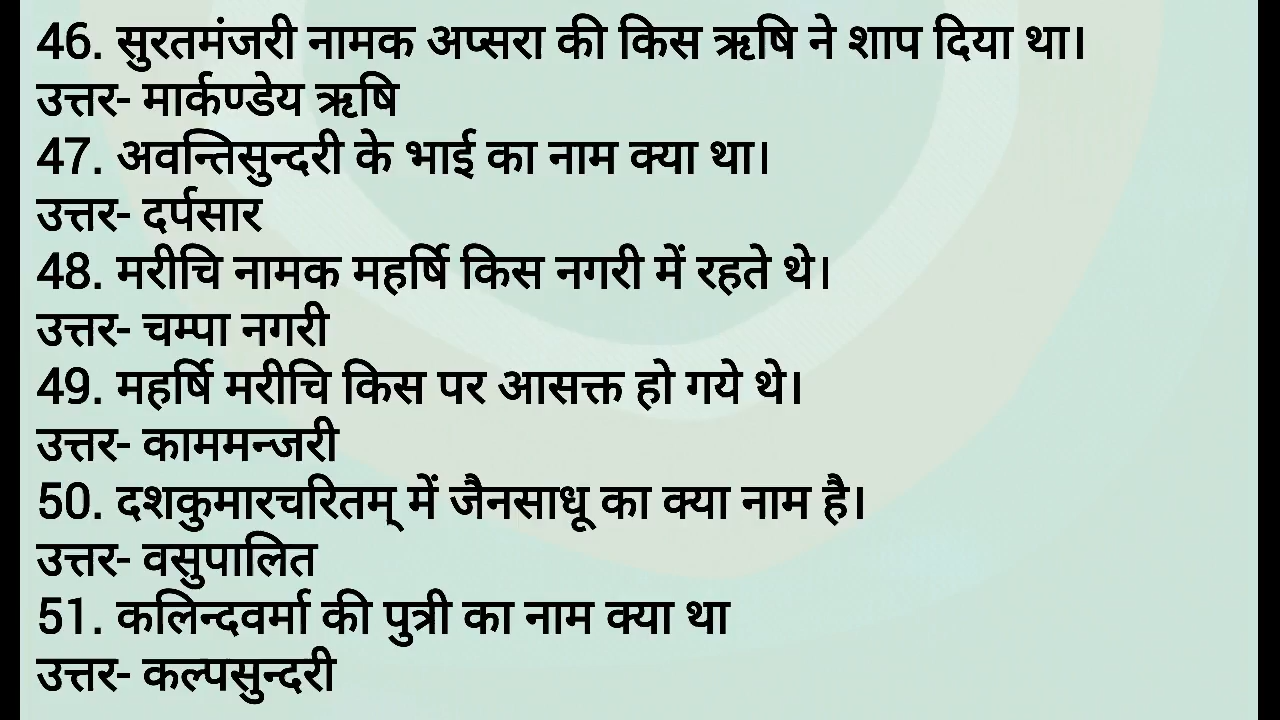 46. सुरतमंजरी नामक अप्सरा की किस ऋषि ने शाप दिया था।
उत्तर- मार्कण्डेय ऋषि
47. अवन्तिसुन्दरी के भाई का नाम क्या था।
उत्तर- दर्पसार
48. मरीचि नामक महर्षि किस नगरी में रहते थे।
उत्तर- चम्पा नगरी
49. महर्षि मरीचि किस पर आसक्त हो गये थे।
उत्तर- काममन्जरी
50. दशकुमारचरितम् में जैनसाधू का क्या नाम है।
उत्तर- वसुपालित
51. कलिन्दवर्मा की पुत्री का नाम क्या था
उत्तर- कल्पसुन्दरी